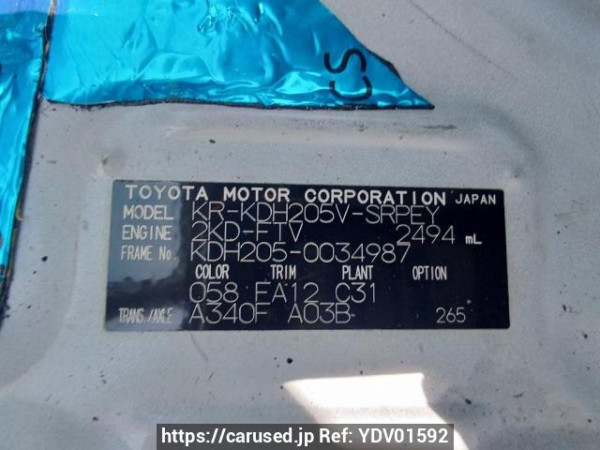 CS
TOYOTA MOTOR CORPORATION JAPAN
MODEL KR-KDH205V-SRPEY
ENGINE 2KD-FTV 2494 mL
FRAME No. KDH205-0034987
COLOR TRIM PLANT OPTION
058 FA12 C31
TRANS./AXLE A340F A03B- 265
https://carused.jp Ref: YDV01592